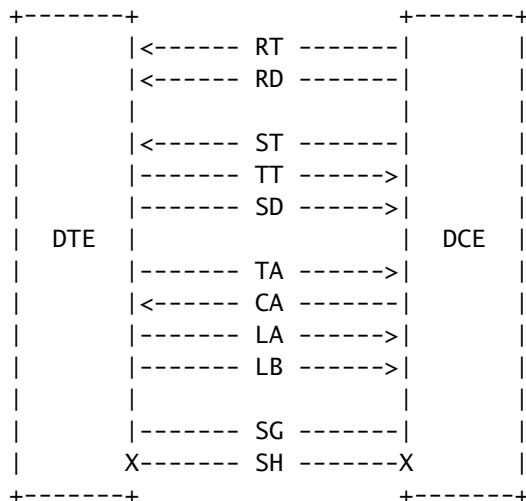 +-------+                +-------+
|       |<------ RT -------|       |
|       |<------ RD -------|       |
|       |                |       |
|       |<------ ST -------|       |
|       |------- TT ------>|       |
|       |------- SD ------>|       |
|  DTE  |                |  DCE  |
|       |------- TA ------>|       |
|       |<------ CA -------|       |
|       |------- LA ------>|       |
|       |------- LB ------>|       |
|       |                |       |
|       |------- SG -------|       |
|       X------- SH -------X       |
+-------+                +-------+